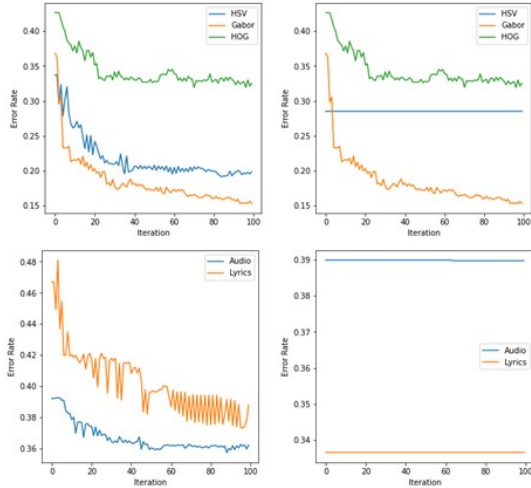 HSV
Gabor
HOG
0.40
0.35
0.30
0.25
0.20
0.15
Error Rate
0 20 40 60 80 100
Iteration
HSV
Gabor
HOG
0.40
0.35
0.30
0.25
0.20
0.15
Error Rate
0 20 40 60 80 100
Iteration
Audio
Lyrics
0.48
0.46
0.44
0.42
0.40
0.38
0.36
Error Rate
0 20 40 60 80 100
Iteration
Audio
Lyrics
0.39
0.38
0.37
0.36
0.35
0.34
Error Rate
0 20 40 60 80 100
Iteration